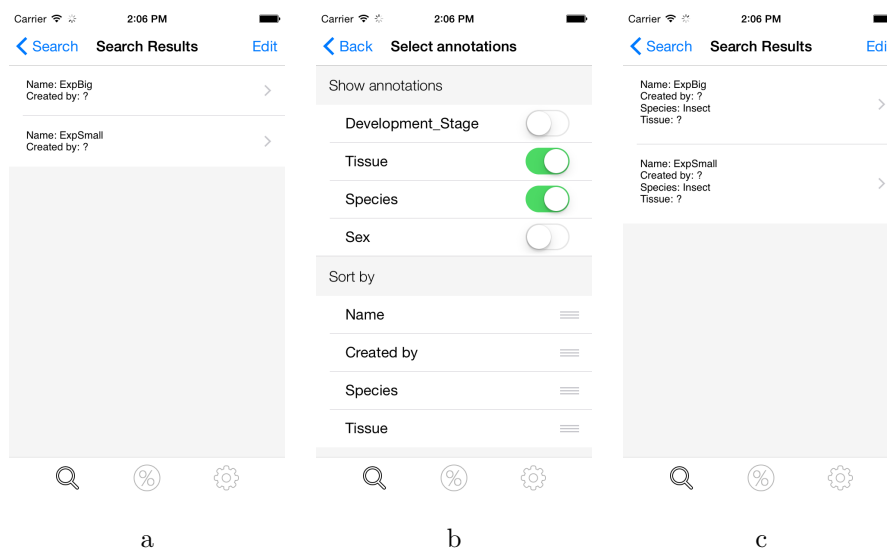 Carrier 2:06 PM
Search Search Results Edit
Name: ExpBig
Created by: ?
Name: ExpSmall
Created by: ?
%
a
Carrier 2:06 PM
Back Select annotations
Show annotations
Development_Stage
Tissue
Species
Sex
Sort by
Name
Created by
Species
Tissue
%
b
Carrier 2:06 PM
Search Search Results Edi
Name: ExpBig
Created by: ?
Species: Insect
Tissue: ?
Name: ExpSmall
Created by: ?
Species: Insect
Tissue: ?
%
c